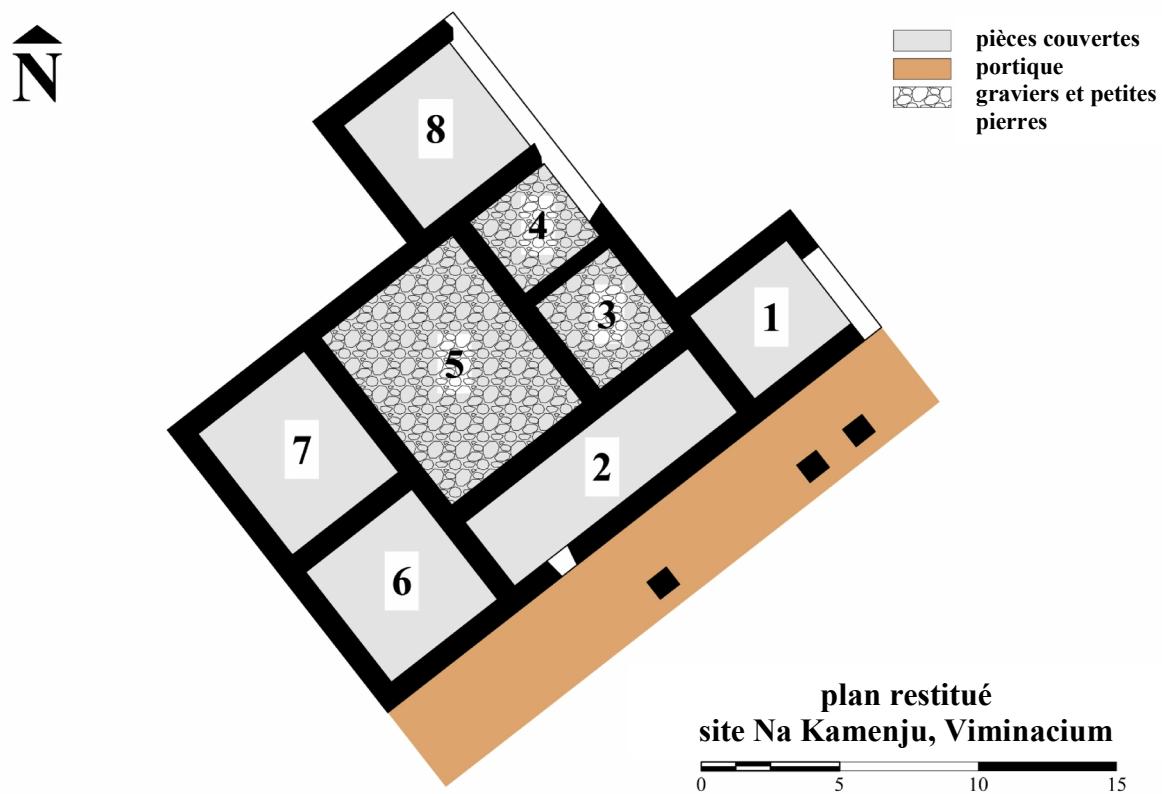 N
pièces couvertes
portique
graviers et petites
pierres
8
4
3
1
5
7
2
6
plan restitué
site Na Kamenju, Viminacium
0 5 10 15